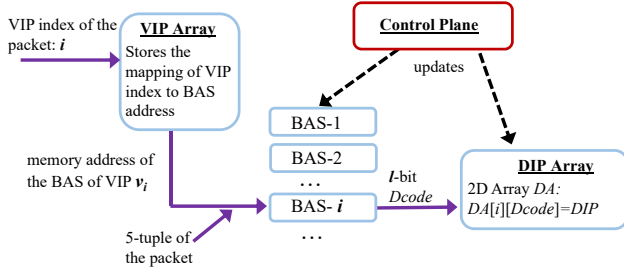 VIP index of the
packet: i
VIP Array
Stores the
mapping of VIP
index to BAS
address
Control Plane
updates
BAS-1
BAS-2
...
BAS- i
...
memory address of
the BAS of VIP vi
5-tuple of
the packet
l-bit
Dcode
DIP Array
2D Array DA:
DA[i][Dcode]=DIP